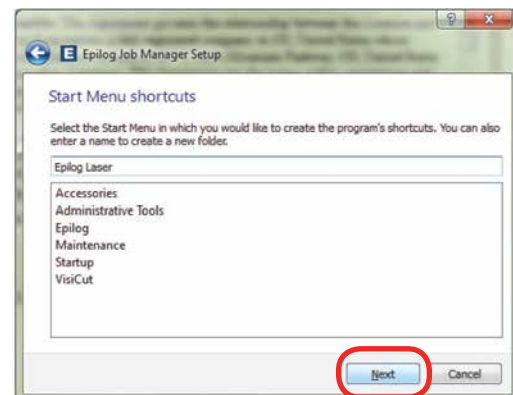 Epilog Job Manager Setup
Start Menu shortcuts
Select the Start Menu in which you would like to create the program's shortcuts. You can also
enter a name to create a new folder.
Epilog Laser
Accessories
Administrative Tools
Epilog
Maintenance
Startup
VisiCut
Next
Cancel